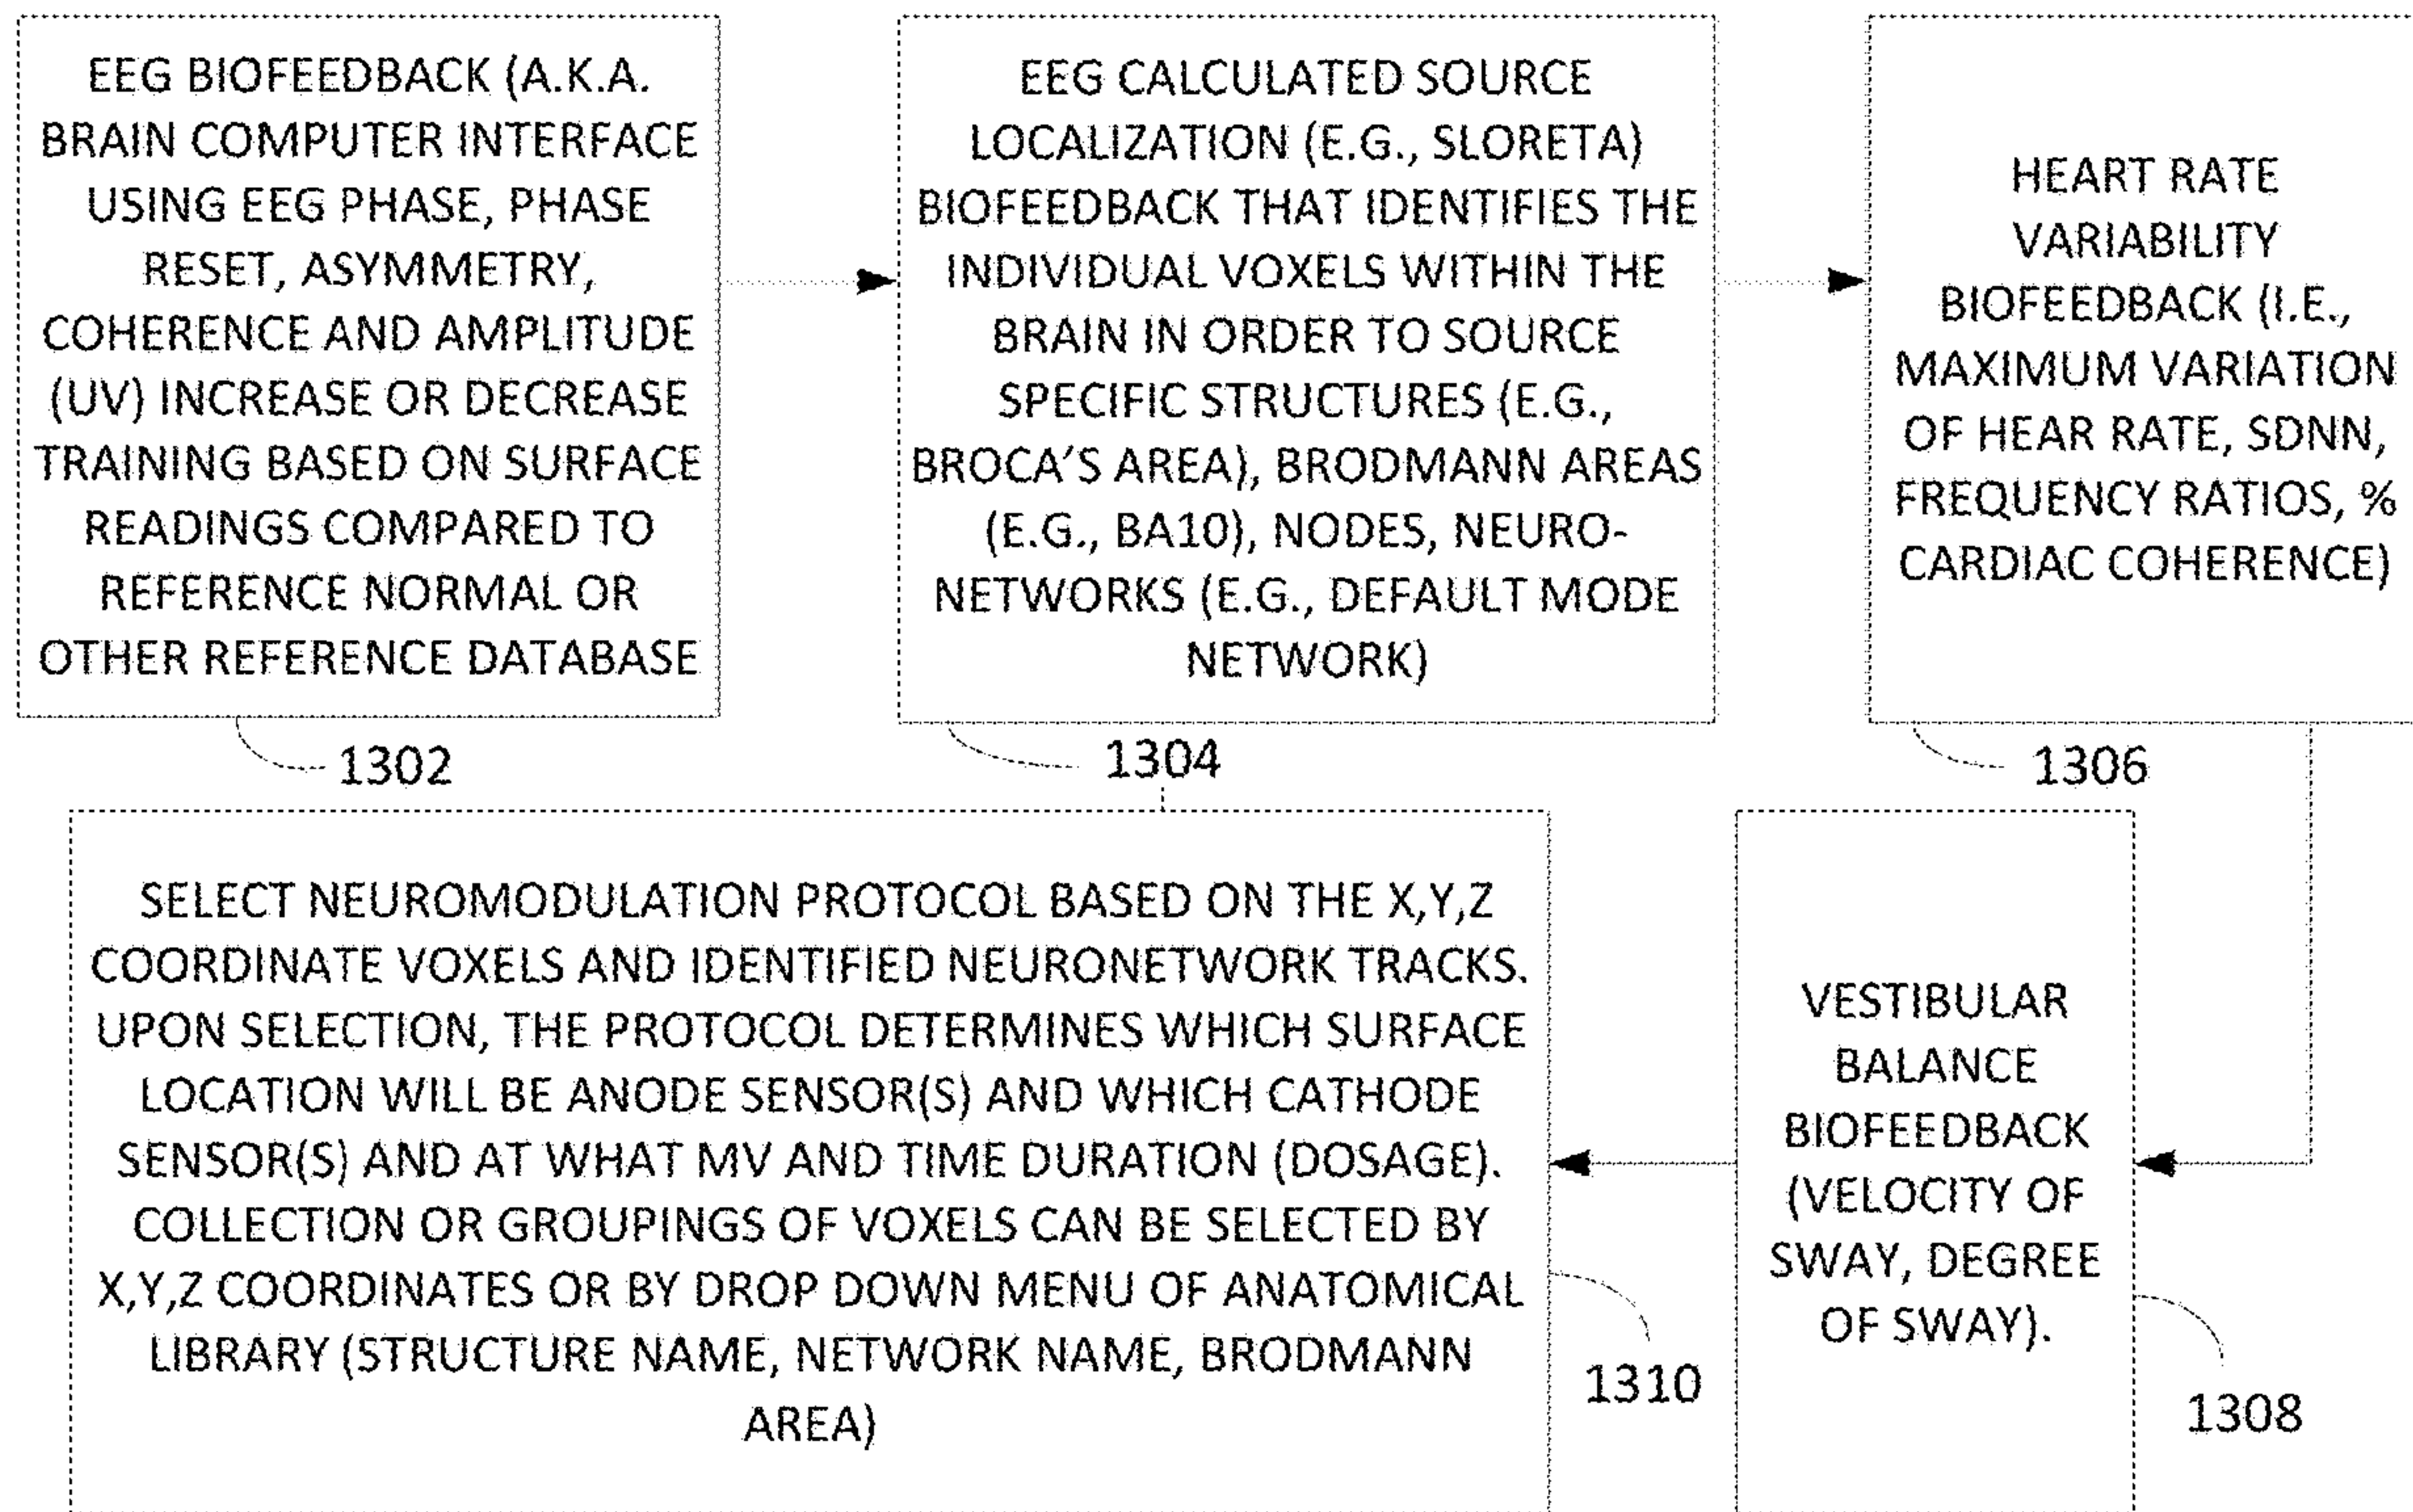 EEG BIOFEEDBACK (A.K.A.
BRAIN COMPUTER INTERFACE
USING EEG PHASE, PHASE
RESET, ASYMMETRY,
COHERENCE AND AMPLITUDE
(UV) INCREASE OR DECREASE
TRAINING BASED ON SURFACE
READINGS COMPARED TO
REFERENCE NORMAL OR
OTHER REFERENCE DATABASE
1302
EEG CALCULATED SOURCE
LOCALIZATION (E.G., SLORETA)
BIOFEEDBACK THAT IDENTIFIES THE
INDIVIDUAL VOXELS WITHIN THE
BRAIN IN ORDER TO SOURCE
SPECIFIC STRUCTURES (E.G.,
BROCA'S AREA), BRODMANN AREAS
(E.G., BA10), NODES, NEURO-
NETWORKS (E.G., DEFAULT MODE
NETWORK)
1304
HEART RATE
VARIABILITY
BIOFEEDBACK (I.E.,
MAXIMUM VARIATION
OF HEAR RATE, SDNN,
FREQUENCY RATIOS, %
CARDIAC COHERENCE)
1306
VESTIBULAR
BALANCE
BIOFEEDBACK
(VELOCITY OF
SWAY, DEGREE
OF SWAY).
1308
SELECT NEUROMODULATION PROTOCOL BASED ON THE X,Y,Z
COORDINATE VOXELS AND IDENTIFIED NEURONETWORK TRACKS.
UPON SELECTION, THE PROTOCOL DETERMINES WHICH SURFACE
LOCATION WILL BE ANODE SENSOR(S) AND WHICH CATHODE
SENSOR(S) AND AT WHAT MV AND TIME DURATION (DOSAGE).
COLLECTION OR GROUPINGS OF VOXELS CAN BE SELECTED BY
X,Y,Z COORDINATES OR BY DROP DOWN MENU OF ANATOMICAL
LIBRARY (STRUCTURE NAME, NETWORK NAME, BRODMANN
AREA)
1310